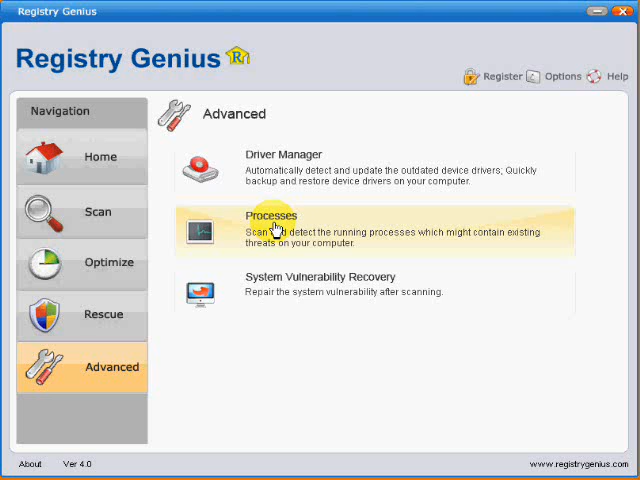 Registry Genius
Registry Genius
Register Options Help
Navigation
Home
Scan
Optimize
Rescue
Advanced
Advanced
Driver Manager
Automatically detect and update the outdated device drivers; Quickly
backup and restore device drivers on your computer.
Processes
Scan detect the running processes which might contain existing
threats on your computer.
System Vulnerability Recovery
Repair the system vulnerability after scanning.
About Ver 4.0
www.registrygenius.com